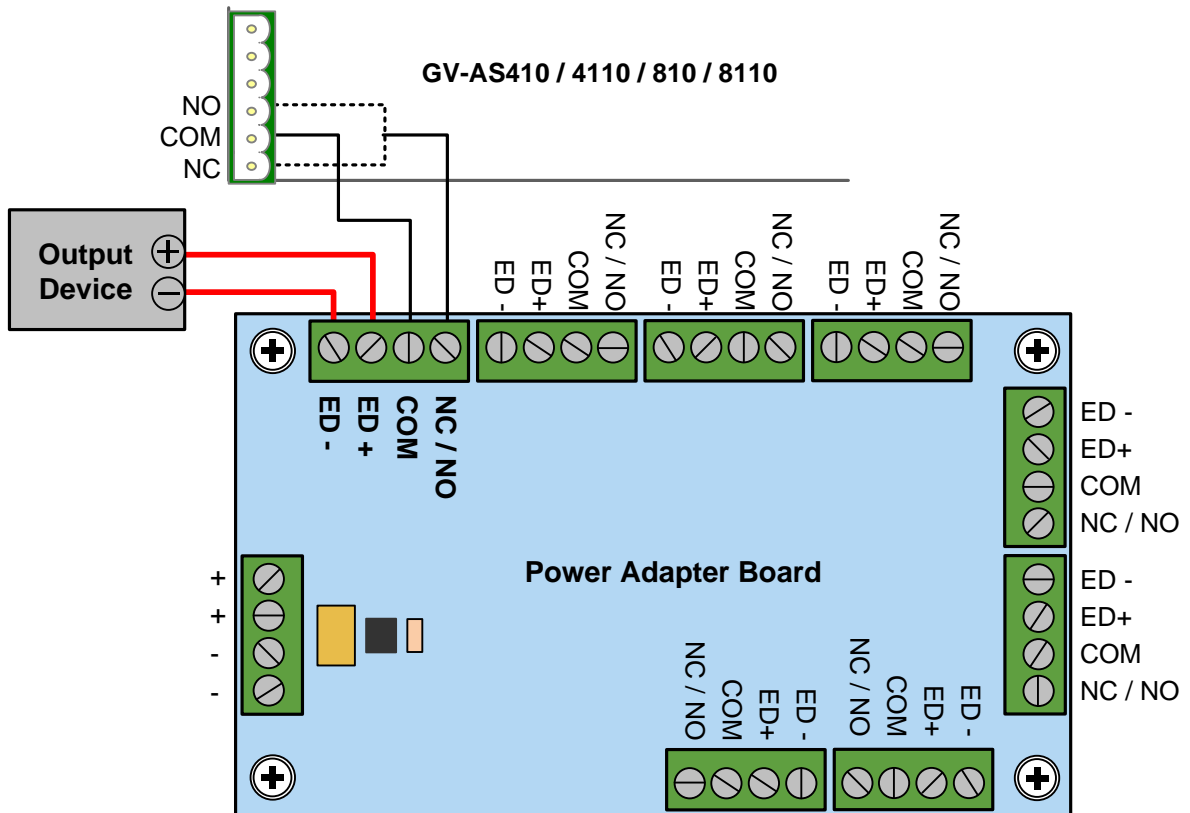 GV-AS410 / 4110 / 810 / 8110
NO
COM
NC
Output
Device
+
−
ED -
ED+
COM
NC / NO
ED -
ED+
COM
NC / NO
ED -
ED+
COM
NC / NO
ED -
ED +
COM
NC / NO
ED -
ED+
COM
NC / NO
Power Adapter Board
+
+
-
-
ED -
ED+
COM
NC / NO
NC / NO
COM
ED+
ED -
NC / NO
COM
ED+
ED -